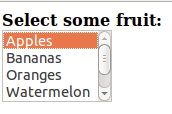 Select some fruit:
Apples
Bananas
Oranges
Watermelon